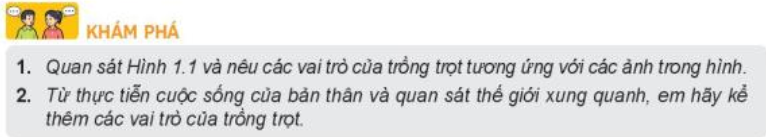 KHÁM PHÁ
1. Quan sát Hình 1.1 và nêu các vai trò của trồng trọt tương ứng với các ảnh trong hình.
2. Từ thực tiễn cuộc sống của bản thân và quan sát thế giới xung quanh, em hãy kể
thêm các vai trò của trồng trọt.